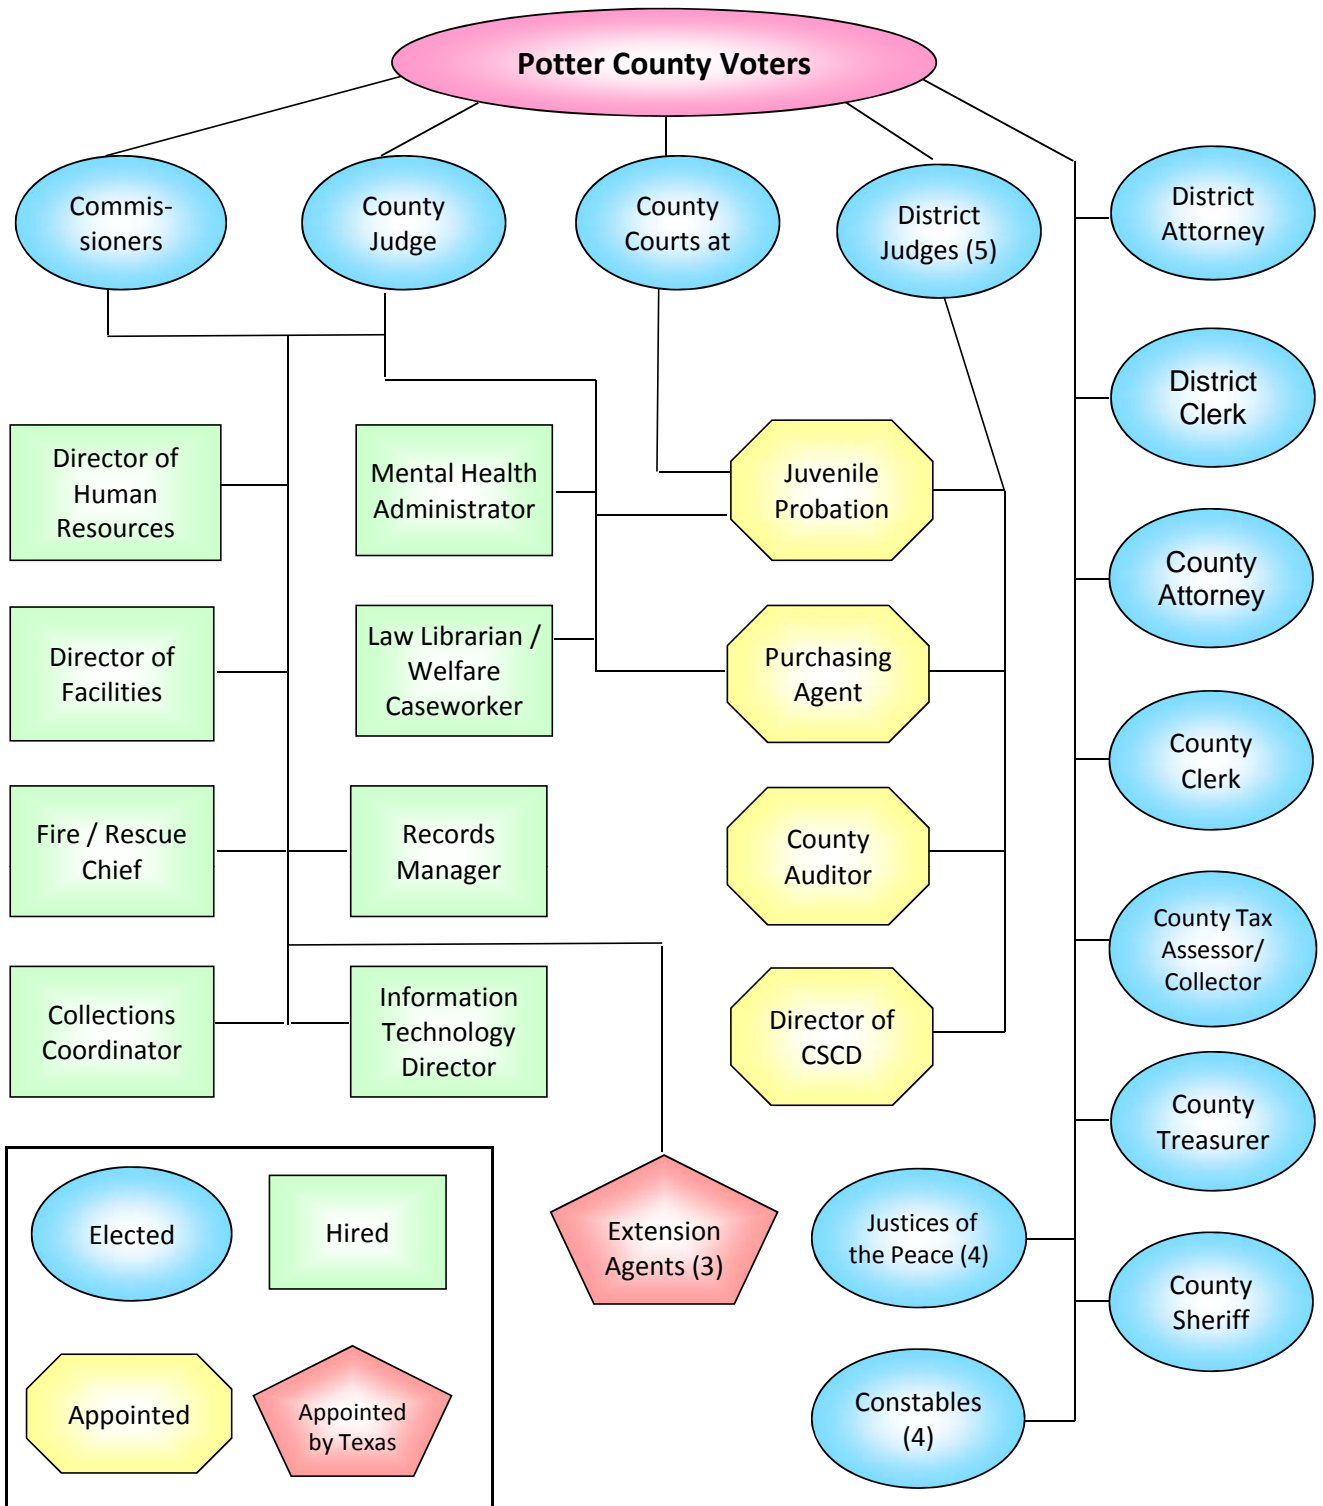 Potter County Voters
Commis-
sioners
County
Judge
County
Courts at
District
Judges (5)
District
Attorney
District
Clerk
County
Attorney
County
Clerk
County Tax
Assessor/
Collector
County
Treasurer
County
Sheriff
Justices of
the Peace (4)
Constables
(4)
Director of
Human
Resources
Mental Health
Administrator
Juvenile
Probation
Director of
Facilities
Law Librarian /
Welfare
Caseworker
Purchasing
Agent
Fire / Rescue
Chief
Records
Manager
County
Auditor
Collections
Coordinator
Information
Technology
Director
Director of
CSCD
Extension
Agents (3)
Elected
Hired
Appointed
Appointed
by Texas